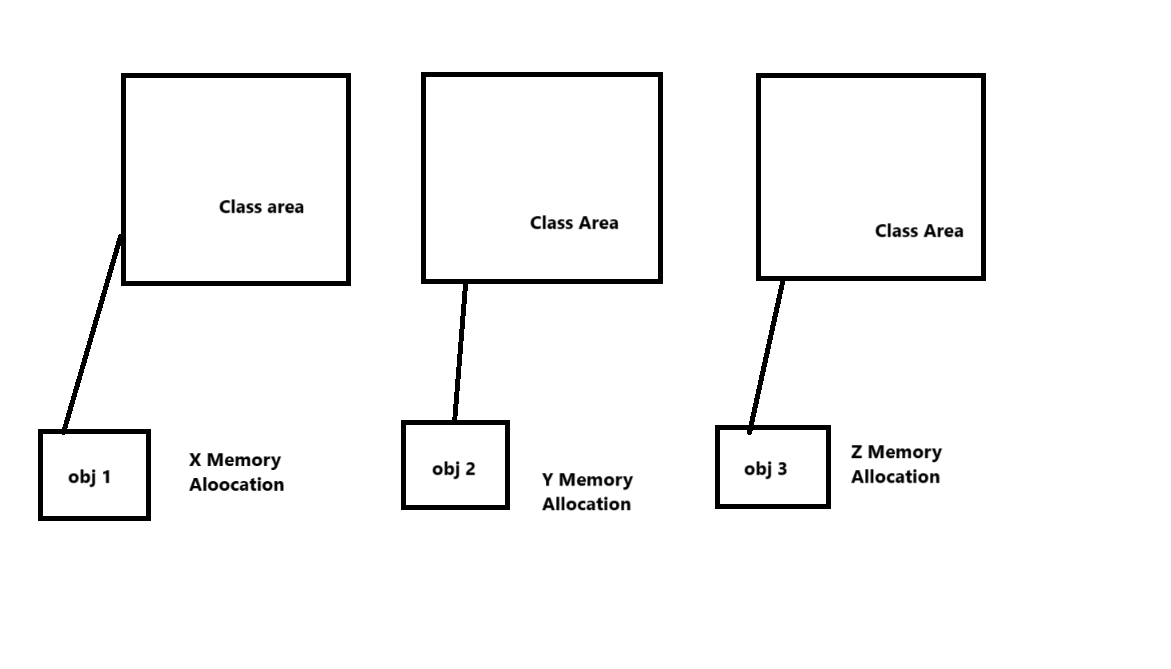 Class area
Class Area
Class Area
obj 1
X Memory
Aloocation
obj 2
Y Memory
Allocation
obj 3
Z Memory
Allocation